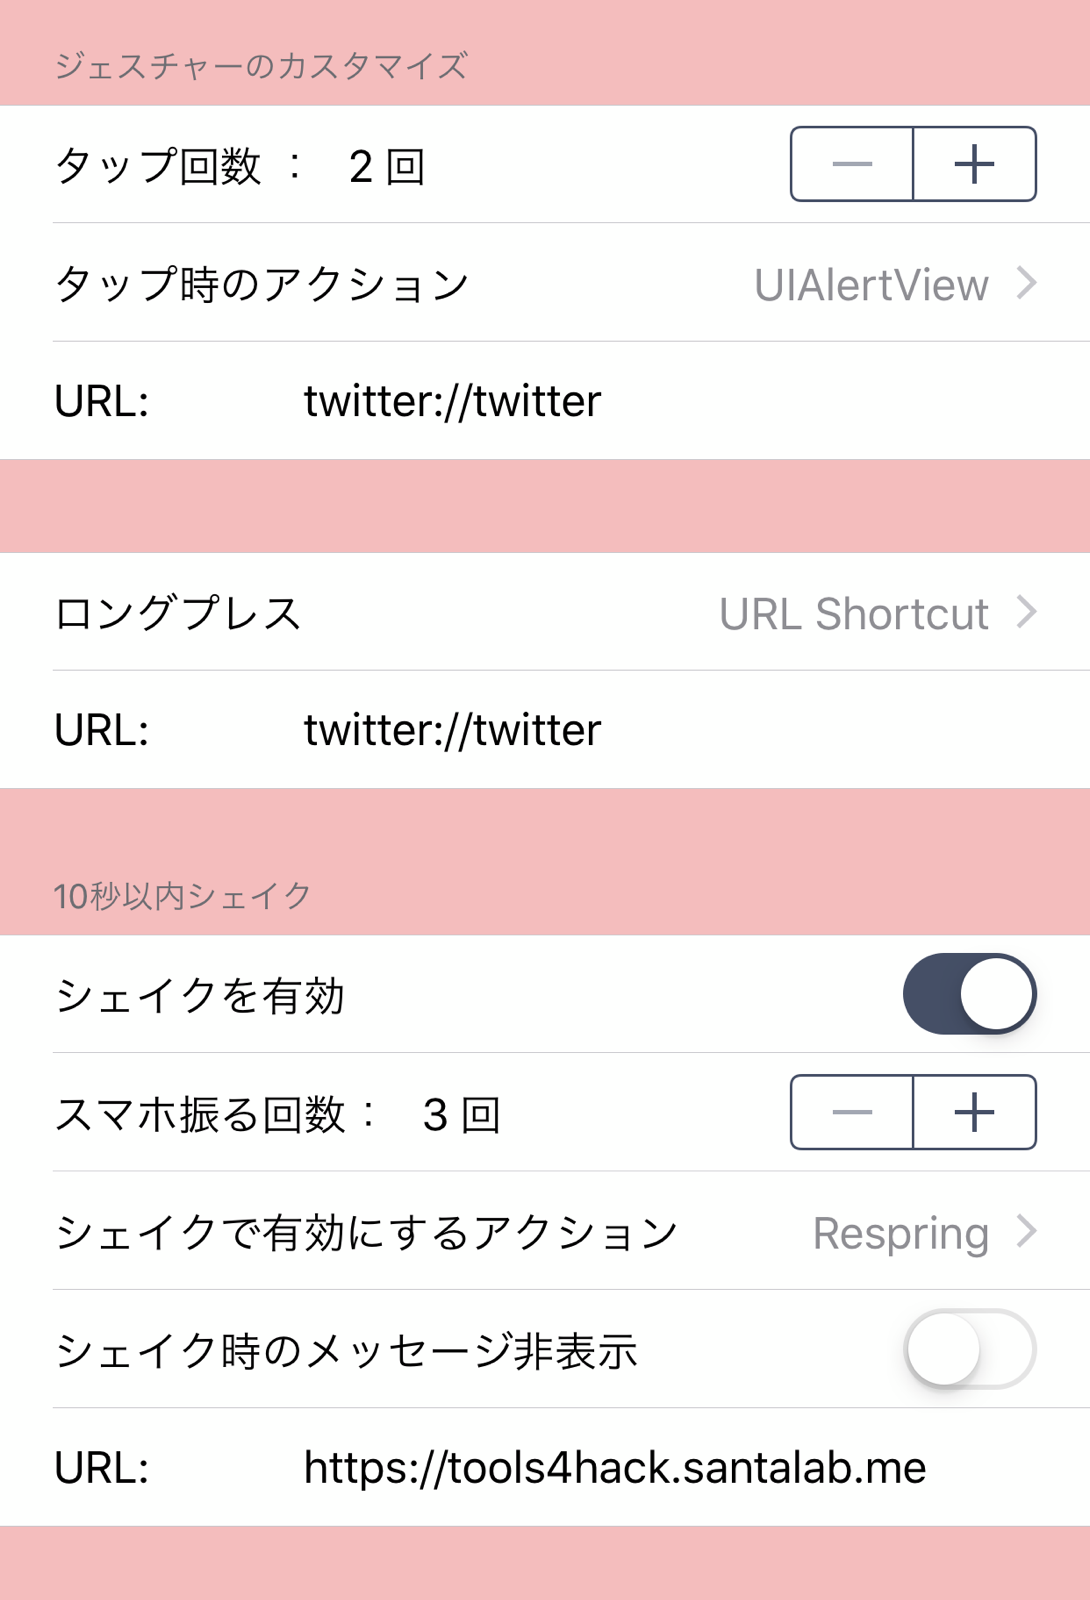 ジェスチャーのカスタマイズ
タップ回数 ： 2 回
タップ時のアクション UIAlertView
URL: twitter://twitter
ロングプレス URL Shortcut
URL: twitter://twitter
10秒以内シェイク
シェイクを有効
スマホ振る回数： 3 回
シェイクで有効にするアクション Respring
シェイク時のメッセージ非表示
URL: https://tools4hack.santalab.me